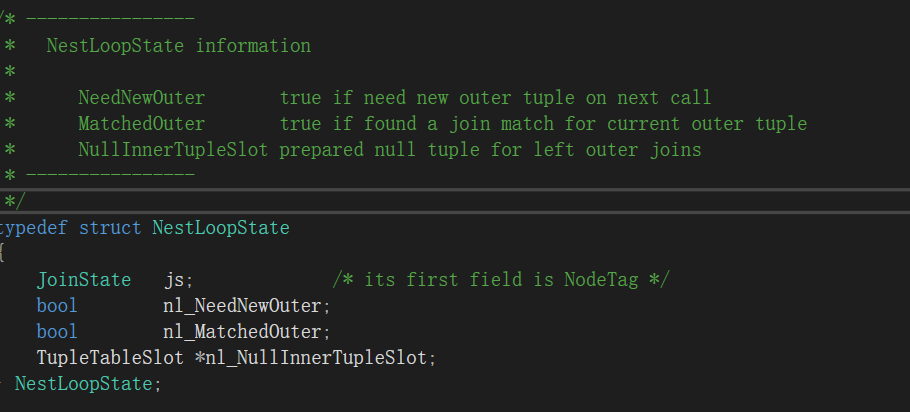 /* ----------------
 *   NestLoopState information
 *
 *      NeedNewOuter       true if need new outer tuple on next call
 *      MatchedOuter       true if found a join match for current outer tuple
 *      NullInnerTupleSlot prepared null tuple for left outer joins
 * ----------------
 */
typedef struct NestLoopState
{
    JoinState   js;             /* its first field is NodeTag */
    bool        nl_NeedNewOuter;
    bool        nl_MatchedOuter;
    TupleTableSlot *nl_NullInnerTupleSlot;
} NestLoopState;